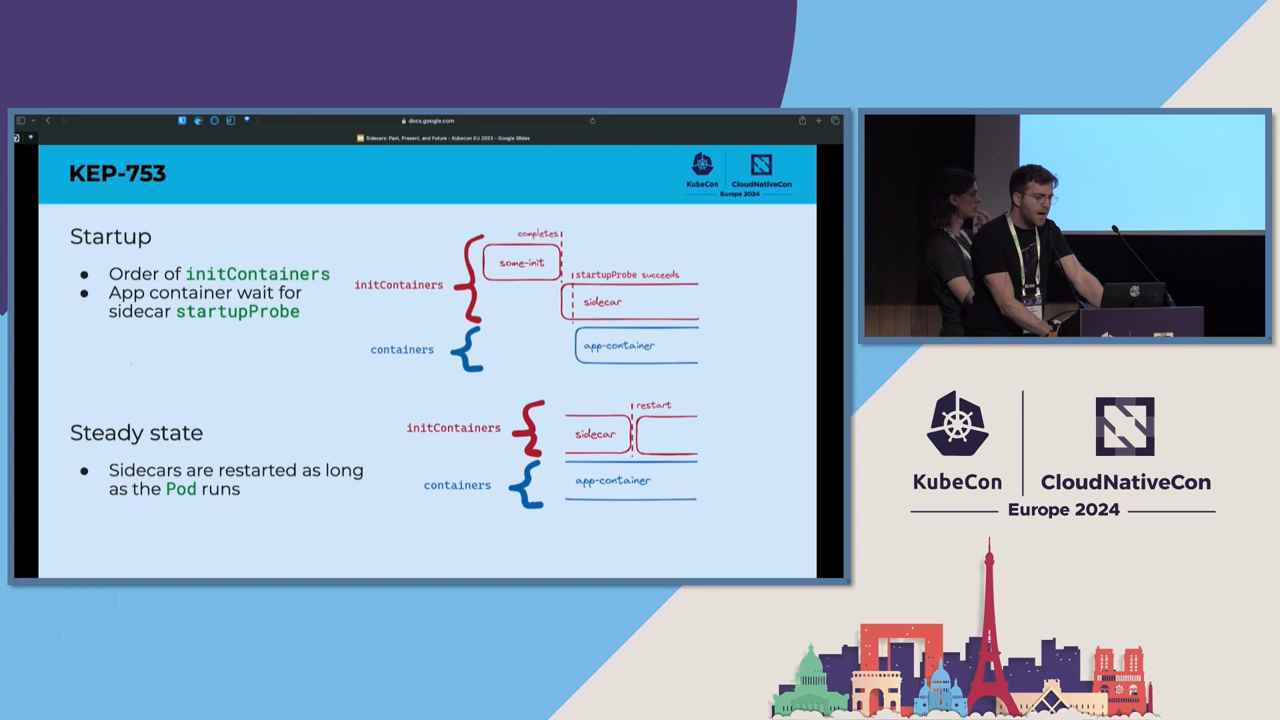 docs.google.com
Sidecars: Past, Present, and Future - Kubecon EU 2023 - Google Slides
KEP-753
KubeCon
CloudNativeCon
Europe 2024
Startup
● Order of initContainers
● App container wait for
sidecar startupProbe
initContainers
containers
completes
some-init
startupProbe succeeds
sidecar
app-container
Steady state
● Sidecars are restarted as long
as the Pod runs
initContainers
containers
restart
sidecar
app-container
KubeCon
CloudNativeCon
Europe 2024